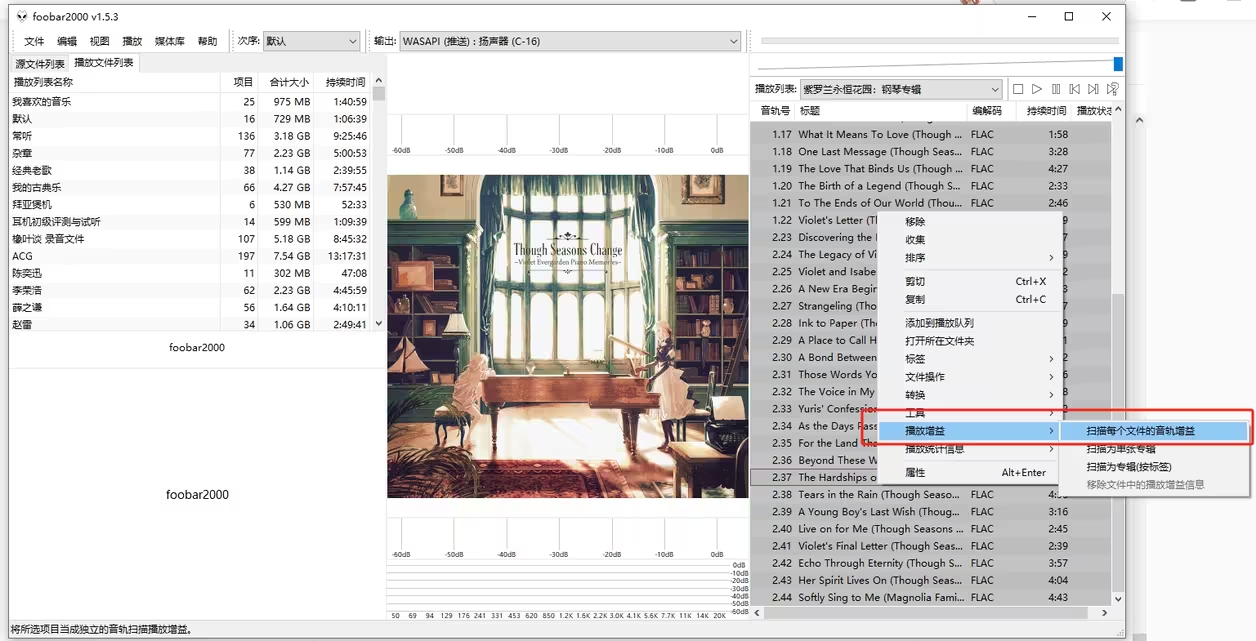 foobar2000 v1.5.3
文件 编辑 视图 播放 媒体库 帮助 次序: 默认 输出: WASAPI (推送) : 扬声器 (C-16)
源文件列表 播放文件列表
播放列表名称 项目 合计大小 持续时间
我喜欢的音乐 25 975 MB 1:40:59
默认 16 729 MB 1:06:39
常听 136 3.18 GB 9:25:46
杂章 77 2.23 GB 5:00:53
经典老歌 38 1.14 GB 2:39:55
我的古典乐 66 4.27 GB 7:57:45
拜亚煲机 6 530 MB 52:33
耳机初级评测与试听 14 599 MB 1:09:39
橡叶谈 录音文件 107 5.18 GB 8:45:32
ACG 197 7.54 GB 13:17:31
陈奕迅 11 302 MB 47:08
李荣浩 62 2.23 GB 4:45:59
薛之谦 56 1.64 GB 4:10:11
赵雷 34 1.06 GB 2:49:41
foobar2000
foobar2000
-60dB -50dB -40dB -30dB -20dB -10dB 0dB
Though Seasons Change
~Violet Evergarden Piano Memories~
-60dB -50dB -40dB -30dB -20dB -10dB 0dB
0dB
-10dB
-20dB
-30dB
-40dB
-50dB
-60dB
50 69 94 129 176 241 331 453 620 850 1.2K 1.6K 2.2K 3.0K 4.1K 5.6K 7.7K 11K 14K 20K
播放列表: 紫罗兰永恒花园：钢琴专辑
音轨号 标题 编解码 持续时间 播放状
1.17 What It Means To Love (Though ... FLAC 1:58
1.18 One Last Message (Though Seas... FLAC 3:28
1.19 The Love That Binds Us (Though ... FLAC 4:27
1.20 The Birth of a Legend (Though S... FLAC 2:33
1.21 To The Ends of Our World (Thou... FLAC 2:46
1.22 Violet's Letter (T 9
2.23 Discovering the 7
2.24 The Legacy of Vi 7
2.25 Violet and Isabe 2
2.26 A New Era Begin 3
2.27 Strangeling (Tho 7
2.28 Ink to Paper (Th 9
2.29 A Place to Call H 1
2.30 A Bond Between 2
2.31 Those Words Yo 6
2.32 The Voice in My 8
2.33 Yuris' Confession
2.34 As the Days Pass
2.35 For the Land Tha
2.36 Beyond These W
2.37 The Hardships o
2.38 Tears in the Rain (Though Seaso... FLAC
2.39 A Young Boy's Last Wish (Thoug... FLAC 3:16
2.40 Live on for Me (Though Seasons ... FLAC 2:45
2.41 Violet's Final Letter (Though Seas... FLAC 2:39
2.42 Echo Through Eternity (Though S... FLAC 3:57
2.43 Her Spirit Lives On (Though Seas... FLAC 4:04
2.44 Softly Sing to Me (Magnolia Fami... FLAC 4:43
移除
收集
排序
剪切 Ctrl+X
复制 Ctrl+C
添加到播放队列
打开所在文件夹
标签
文件操作
转换
工具
播放增益
播放统计信息
属性 Alt+Enter
扫描每个文件的音轨增益
扫描为单张专辑
扫描为专辑(按标签)
移除文件中的播放增益信息
将所选项目当成独立的音轨扫描播放增益。